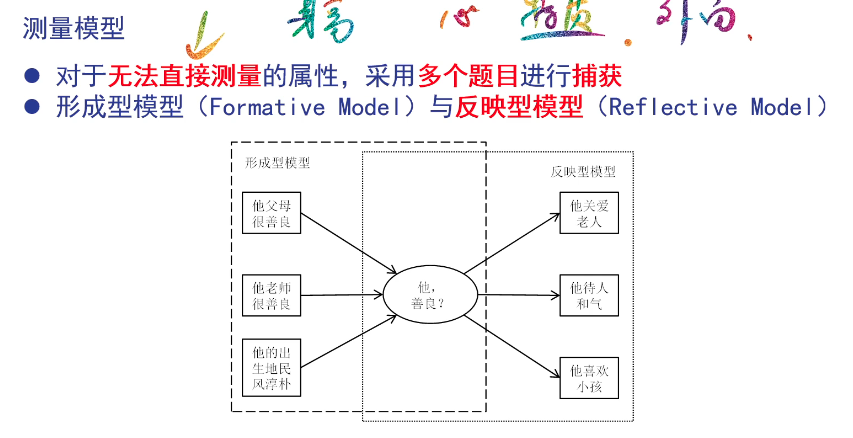 测量模型
● 对于无法直接测量的属性，采用多个题目进行捕获
● 形成型模型（Formative Model）与反映型模型（Reflective Model）
形成型模型
反映型模型
他父母
很善良
他关爱
老人
他老师
很善良
他，
善良？
他待人
和气
他的出
生地民
风淳朴
他喜欢
小孩